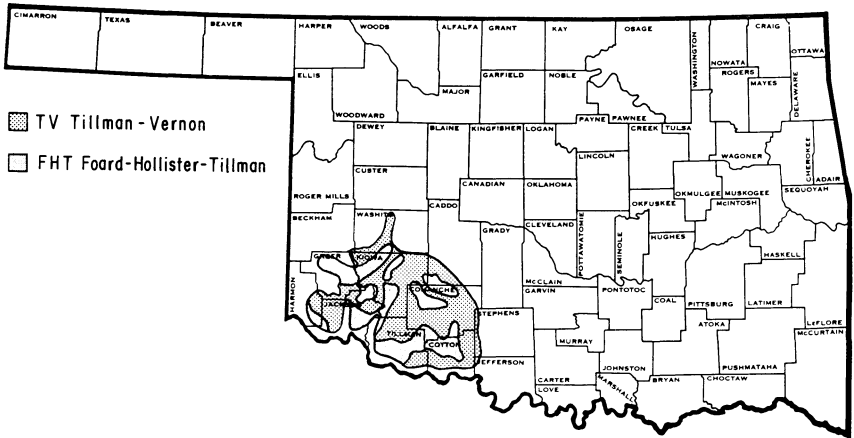 CIMARRON
TEXAS
BEAVER
HARPER
WOODS
ALFALFA
GRANT
KAY
OSAGE
WASHINGTON
CRAIG
NOWATA
OTTAWA
ROGERS
MAYES
DELAWARE
ELLIS
MAJOR
GARFIELD
NOBLE
WOODWARD
PAYNE
PAWNEE
TV Tillman-Vernon
DEWEY
BLAINE
KINGFISHER
LOGAN
CREEK
TULSA
FHT Foard-Hollister-Tillman
LINCOLN
WAGONER
CHEROKEE
ADAIR
CUSTER
ROGER MILLS
CANADIAN
OKLAHOMA
OKMULGEE
MUSKOGEE
SEQUOYAH
CADDO
OKFUSKEE
McINTOSH
BECKHAM
WASHITA
GRADY
CLEVELAND
POTTAWATOMIE
SEMINOLE
HUGHES
HASKELL
GREER
KIOWA
HARMON
COMANCHE
McCLAIN
GARVIN
PONTOTOC
COAL
PITTSBURG
LATIMER
LeFLORE
JACKSON
STEPHENS
ATOKA
McCURTAIN
TILLMAN
COTTON
MURRAY
JEFFERSON
JOHNSTON
PUSHMATAHA
CARTER
LOVE
MARSHALL
BRYAN
CHOCTAW